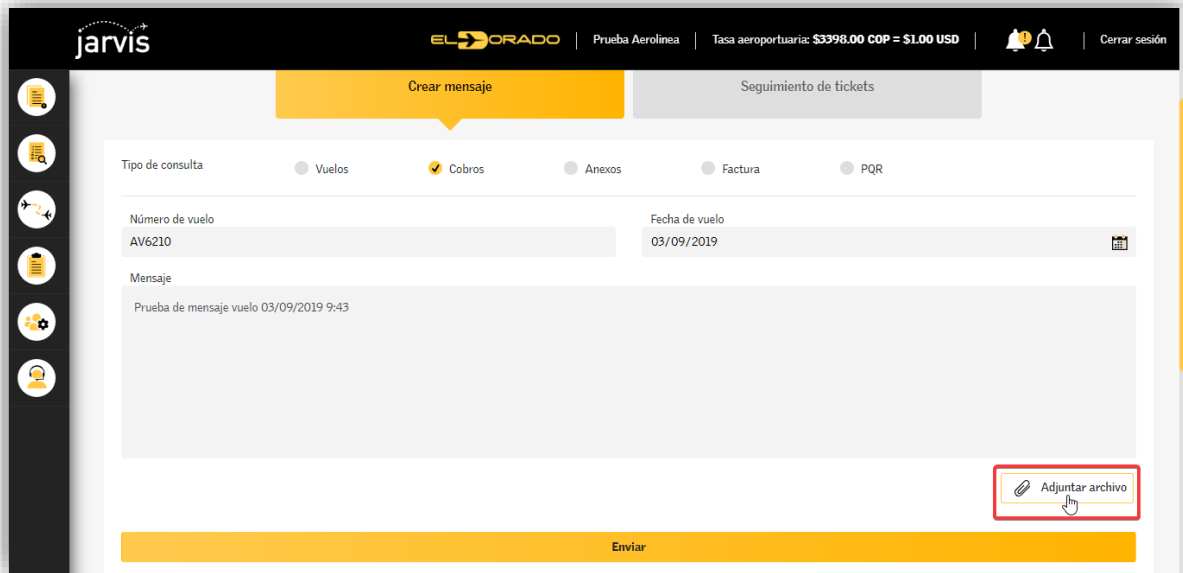 jarvis
EL DORADO
Prueba Aerolinea
Tasa aeroportuaria: $3398.00 COP = $1.00 USD
Cerrar sesión
Crear mensaje
Seguimiento de tickets
Tipo de consulta
Vuelos
Cobros
Anexos
Factura
PQR
Número de vuelo
Fecha de vuelo
AV6210
03/09/2019
Mensaje
Prueba de mensaje vuelo 03/09/2019 9:43
Adjuntar archivo
Enviar